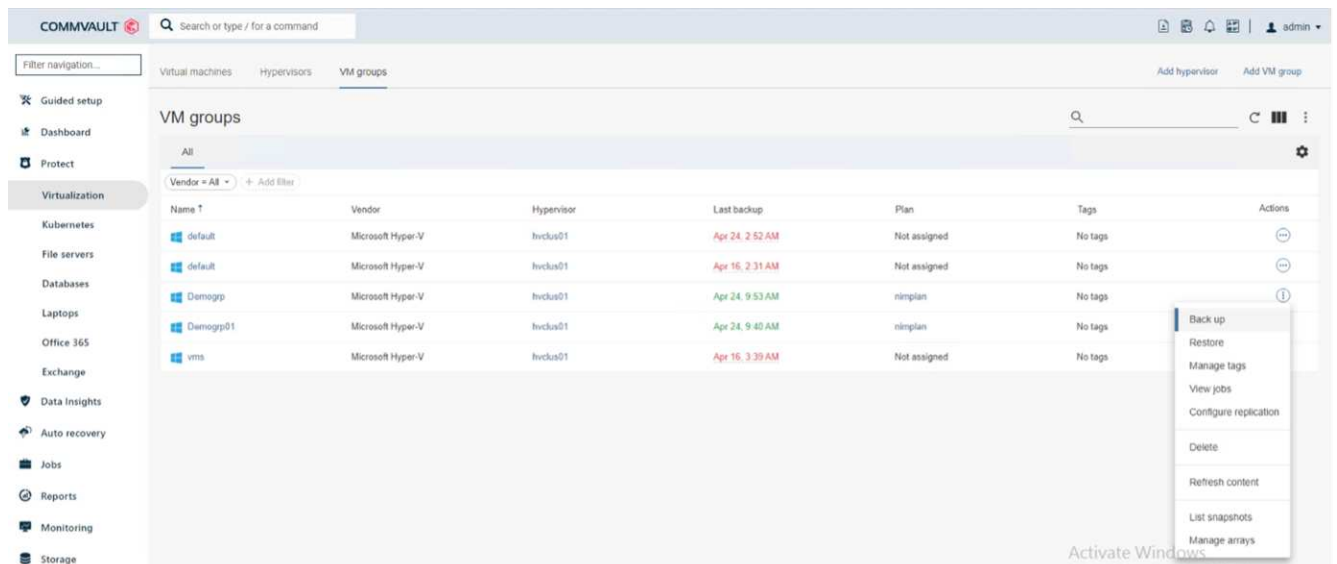 COMMVAULT
Search or type / for a command
admin
Filter navigation...
Virtual machines Hypervisors VM groups
Add hypervisor Add VM group
Guided setup
Dashboard
Protect
Virtualization
Kubernetes
File servers
Databases
Laptops
Office 365
Exchange
Data Insights
Auto recovery
Jobs
Reports
Monitoring
Storage
VM groups
All
Vendor = All + Add filter
Name ↑ Vendor Hypervisor Last backup Plan Tags Actions
default Microsoft Hyper-V hvclus01 Apr 24, 2:52 AM Not assigned No tags
default Microsoft Hyper-V hvclus01 Apr 16, 2:31 AM Not assigned No tags
Demogrp Microsoft Hyper-V hvclus01 Apr 24, 9:53 AM nimplan No tags
Demogrp01 Microsoft Hyper-V hvclus01 Apr 24, 9:40 AM nimplan No tags
vms Microsoft Hyper-V hvclus01 Apr 16, 3:39 AM Not assigned No tags
Back up
Restore
Manage tags
View jobs
Configure replication
Delete
Refresh content
List snapshots
Manage arrays
Activate Windows